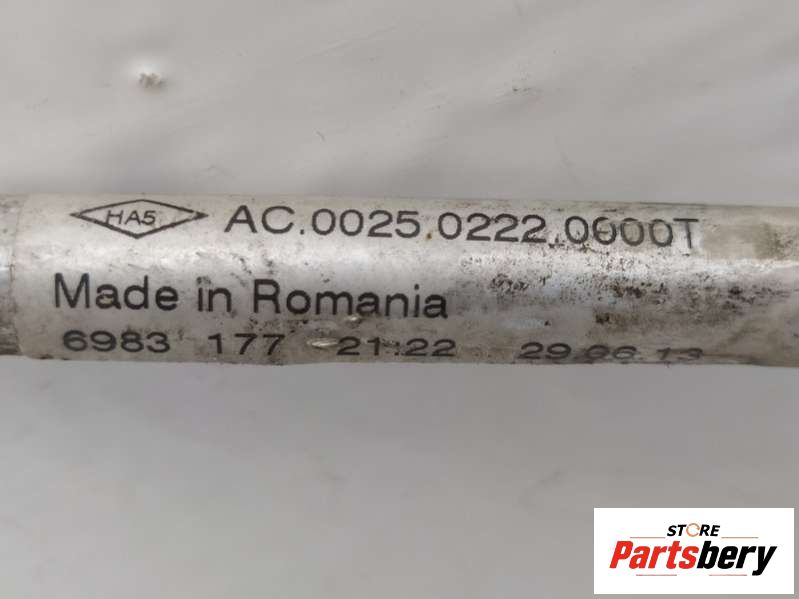 HA5 AC.0025.0222.0000T
Made in Romania
6983 177 21:22 29.06.13
STORE
Partsbery